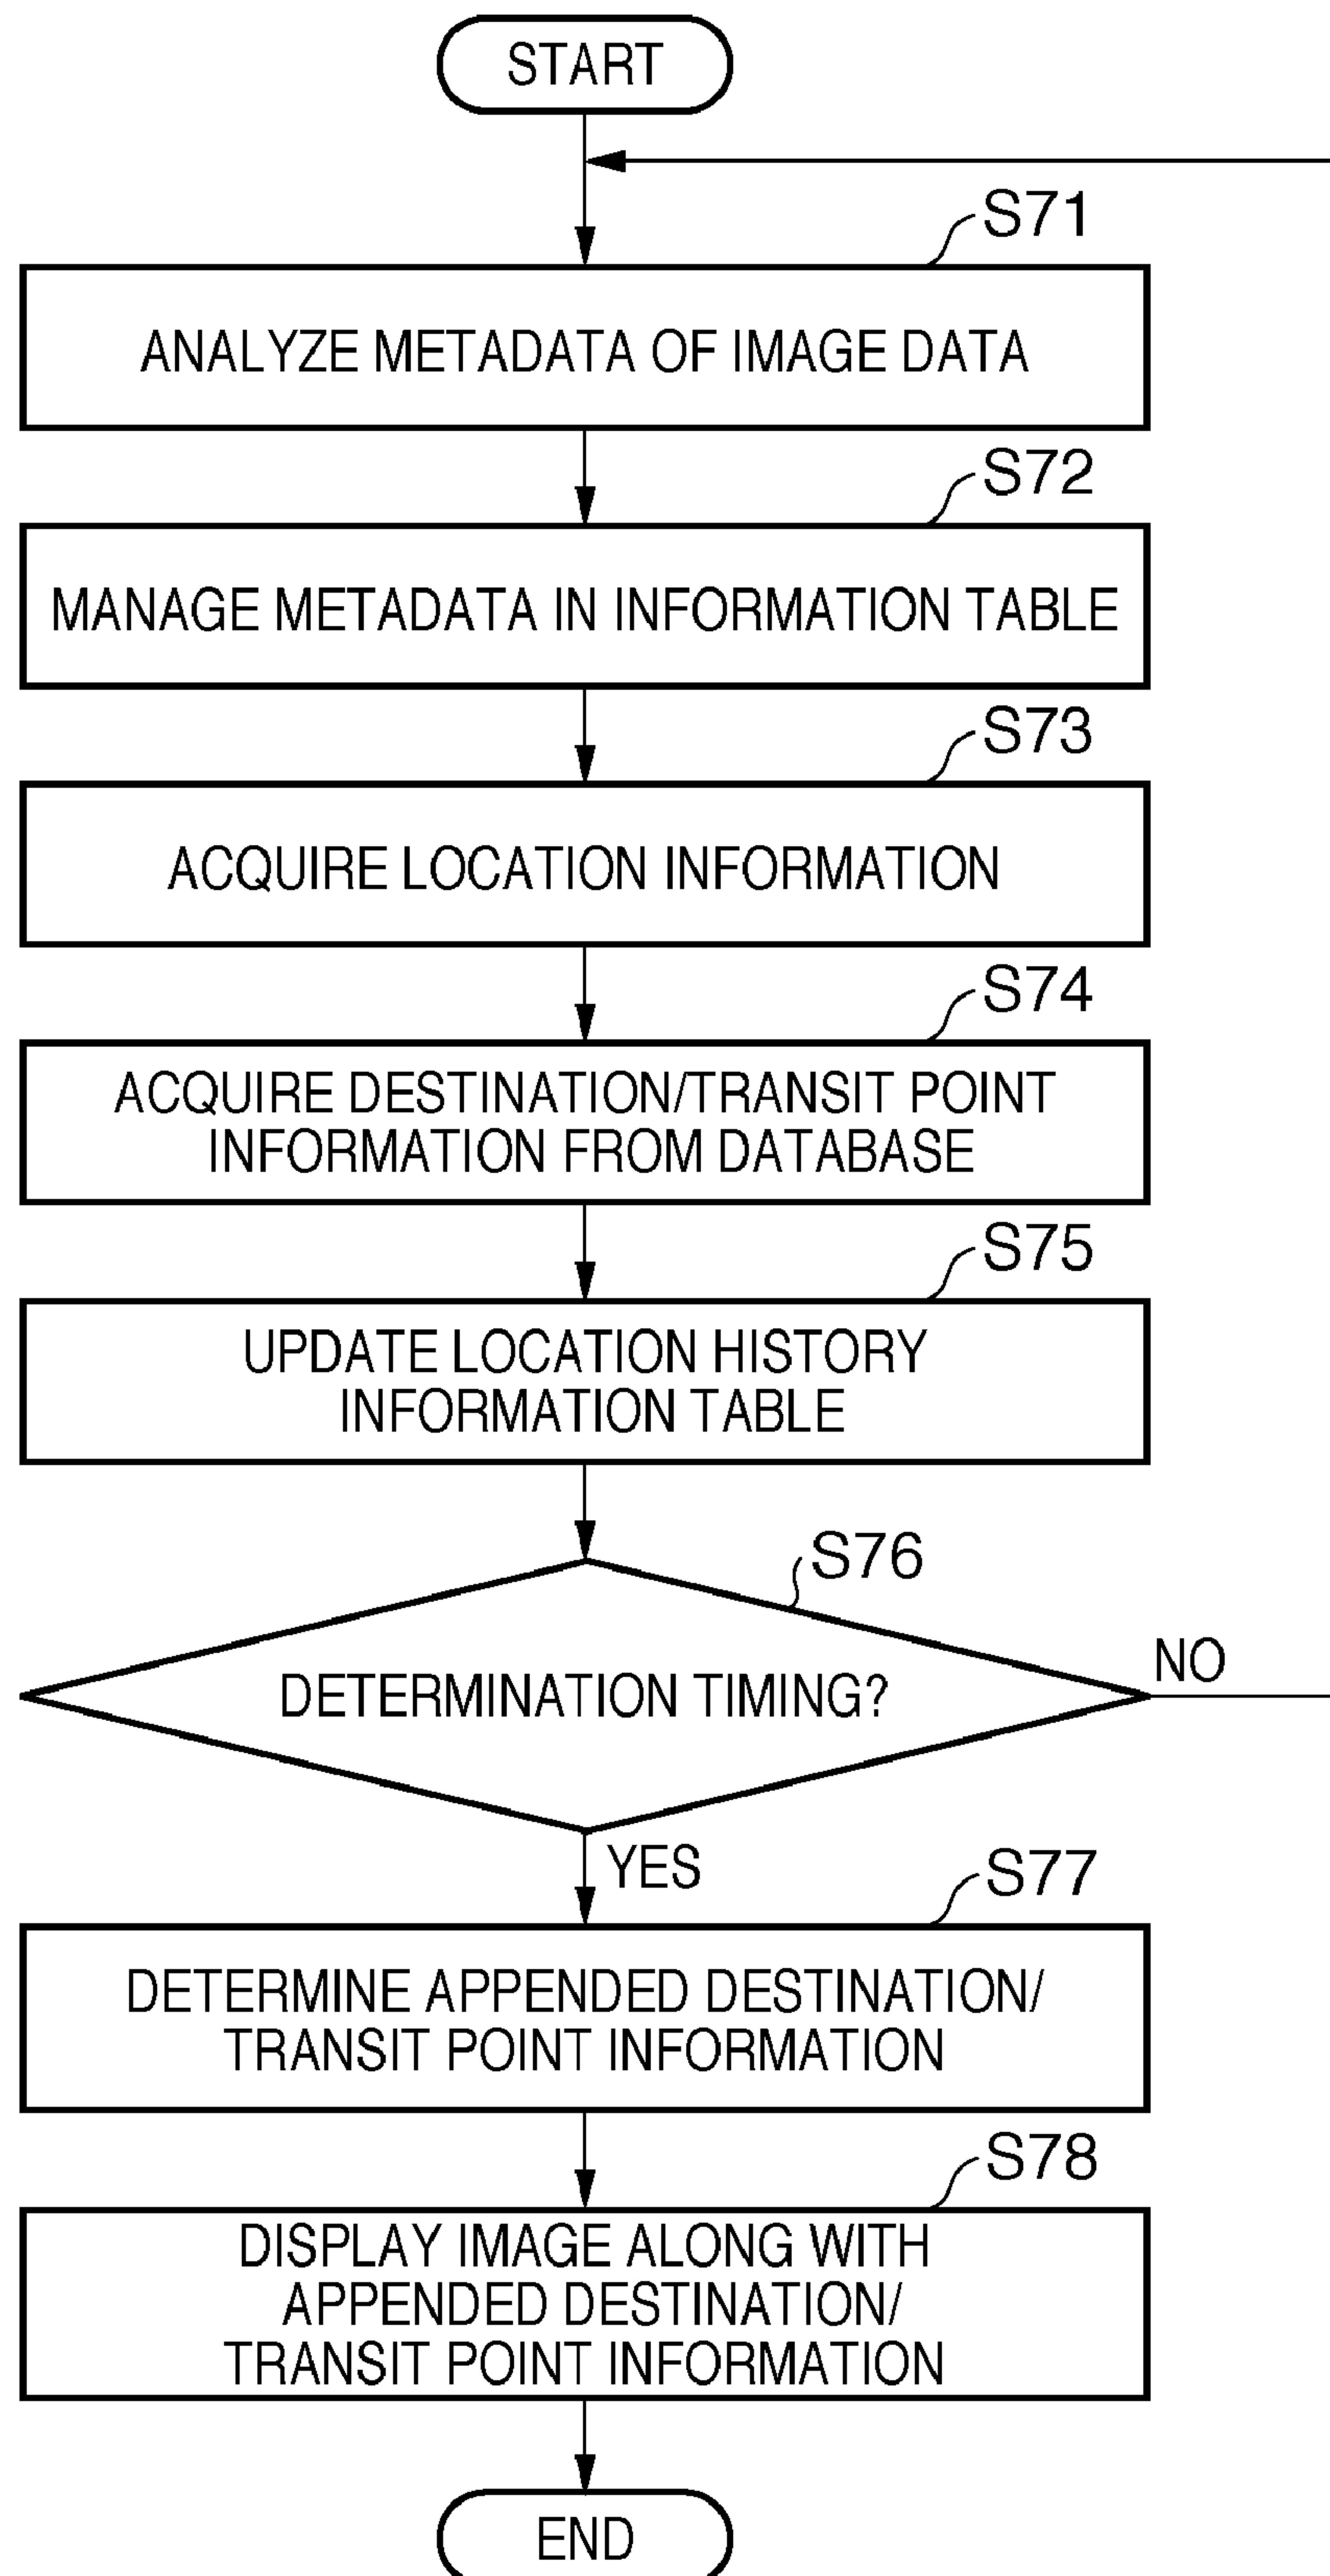 START
S71
ANALYZE METADATA OF IMAGE DATA
S72
MANAGE METADATA IN INFORMATION TABLE
S73
ACQUIRE LOCATION INFORMATION
S74
ACQUIRE DESTINATION/TRANSIT POINT
INFORMATION FROM DATABASE
S75
UPDATE LOCATION HISTORY
INFORMATION TABLE
S76
DETERMINATION TIMING?
NO
YES
S77
DETERMINE APPENDED DESTINATION/
TRANSIT POINT INFORMATION
S78
DISPLAY IMAGE ALONG WITH
APPENDED DESTINATION/
TRANSIT POINT INFORMATION
END